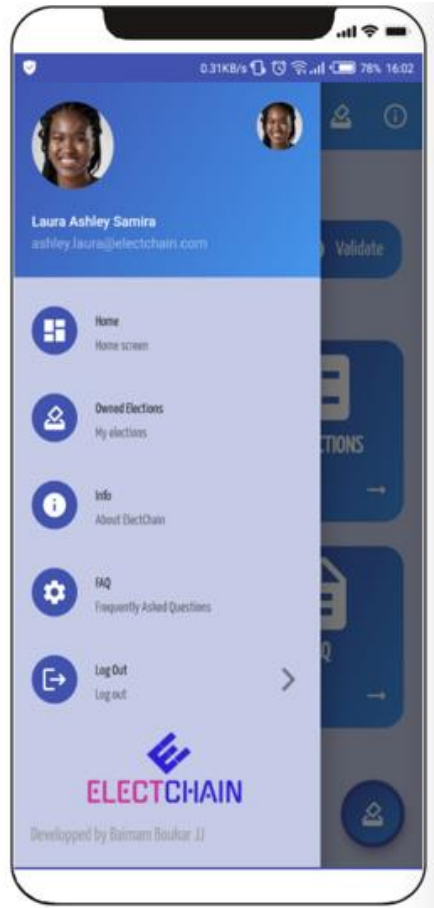 0.31KB/s 78% 16:02
Laura Ashley Samira
ashley.laura@electchain.com
Validate
Home
Home screen
Owned Elections
My elections
TIONS
Info
About ElectChain
FAQ
Frequently Asked Questions
Q
Log Out
Log out
ELECTCHAIN
Developped by Baimam Boukar JJ